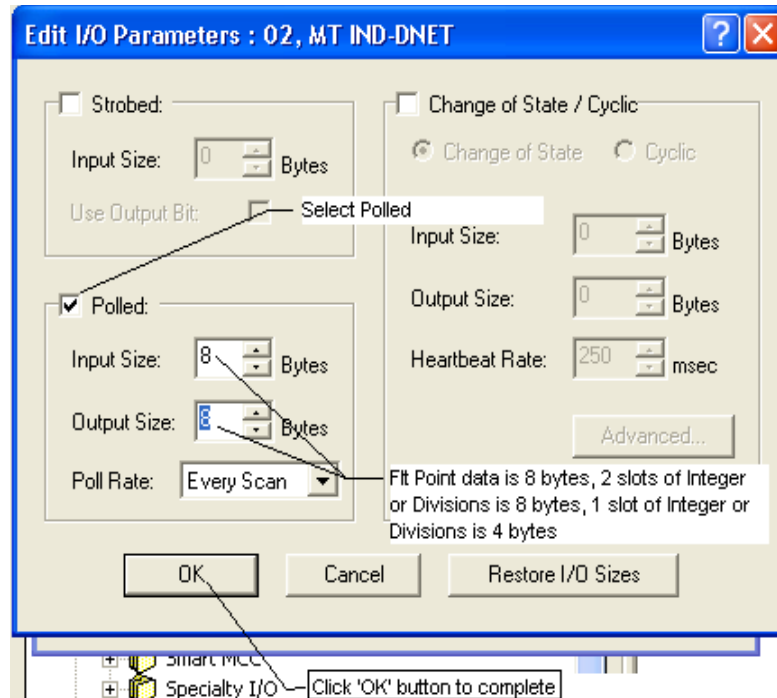 Edit I/O Parameters : 02, MT IND-DNET
Strobed:
Input Size: 0 Bytes
Use Output Bit:
Select Polled
Polled:
Input Size: 8 Bytes
Output Size: 8 Bytes
Poll Rate: Every Scan
Change of State / Cyclic
Change of State Cyclic
Input Size: 0 Bytes
Output Size: 0 Bytes
Heartbeat Rate: 250 msec
Advanced...
Flt Point data is 8 bytes, 2 slots of Integer
or Divisions is 8 bytes, 1 slot of Integer or
Divisions is 4 bytes
OK Cancel Restore I/O Sizes
Smart MCC
Specialty I/O
Click 'OK' button to complete